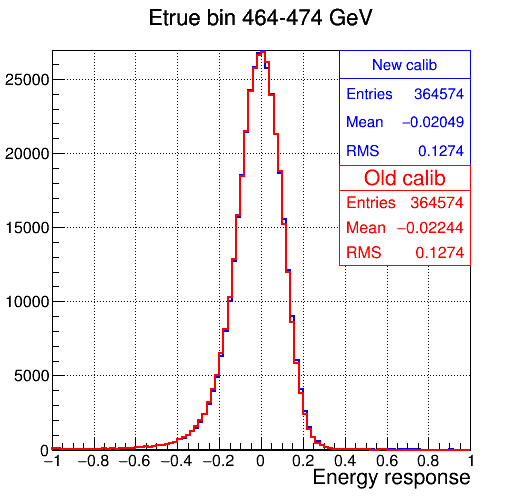 Etrue bin 464-474 GeV
New calib
Entries 364574
Mean −0.02049
RMS 0.1274
Old calib
Entries 364574
Mean −0.02244
RMS 0.1274
25000
20000
15000
10000
5000
0
−1 −0.8 −0.6 −0.4 −0.2 0 0.2 0.4 0.6 0.8 1
Energy response